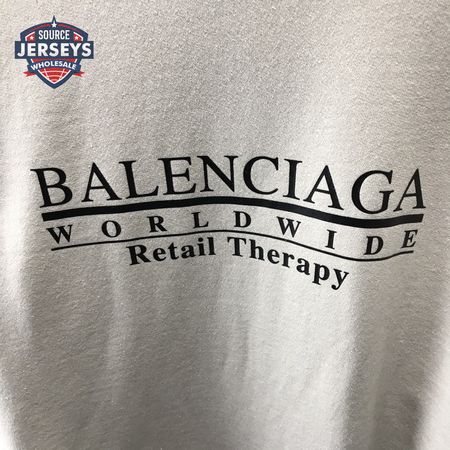 SOURCE
JERSEYS
WHOLESALE
BALENCIAGA
WORLDWIDE
Retail Therapy